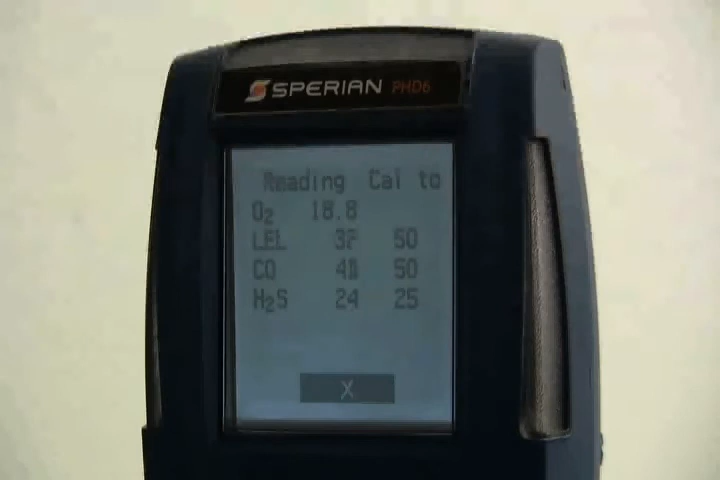 SPERIAN PHD6
Reading Cal to
O₂ 18.8
LEL 50
CO 50
H₂S 24 25
X